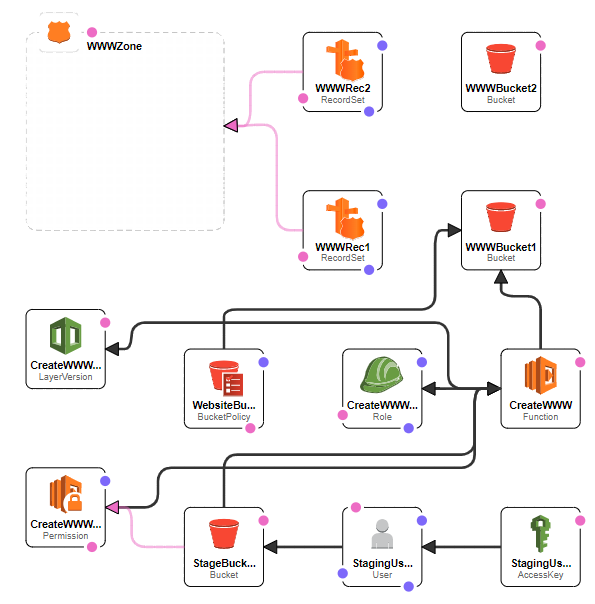 WWWZone
WWWRec2
RecordSet
WWWBucket2
Bucket
WWWRec1
RecordSet
WWWBucket1
Bucket
CreateWWW...
LayerVersion
WebsiteBu...
BucketPolicy
CreateWWW...
Role
CreateWWW
Function
CreateWWW...
Permission
StageBuck...
Bucket
StagingUs...
User
StagingUs...
AccessKey